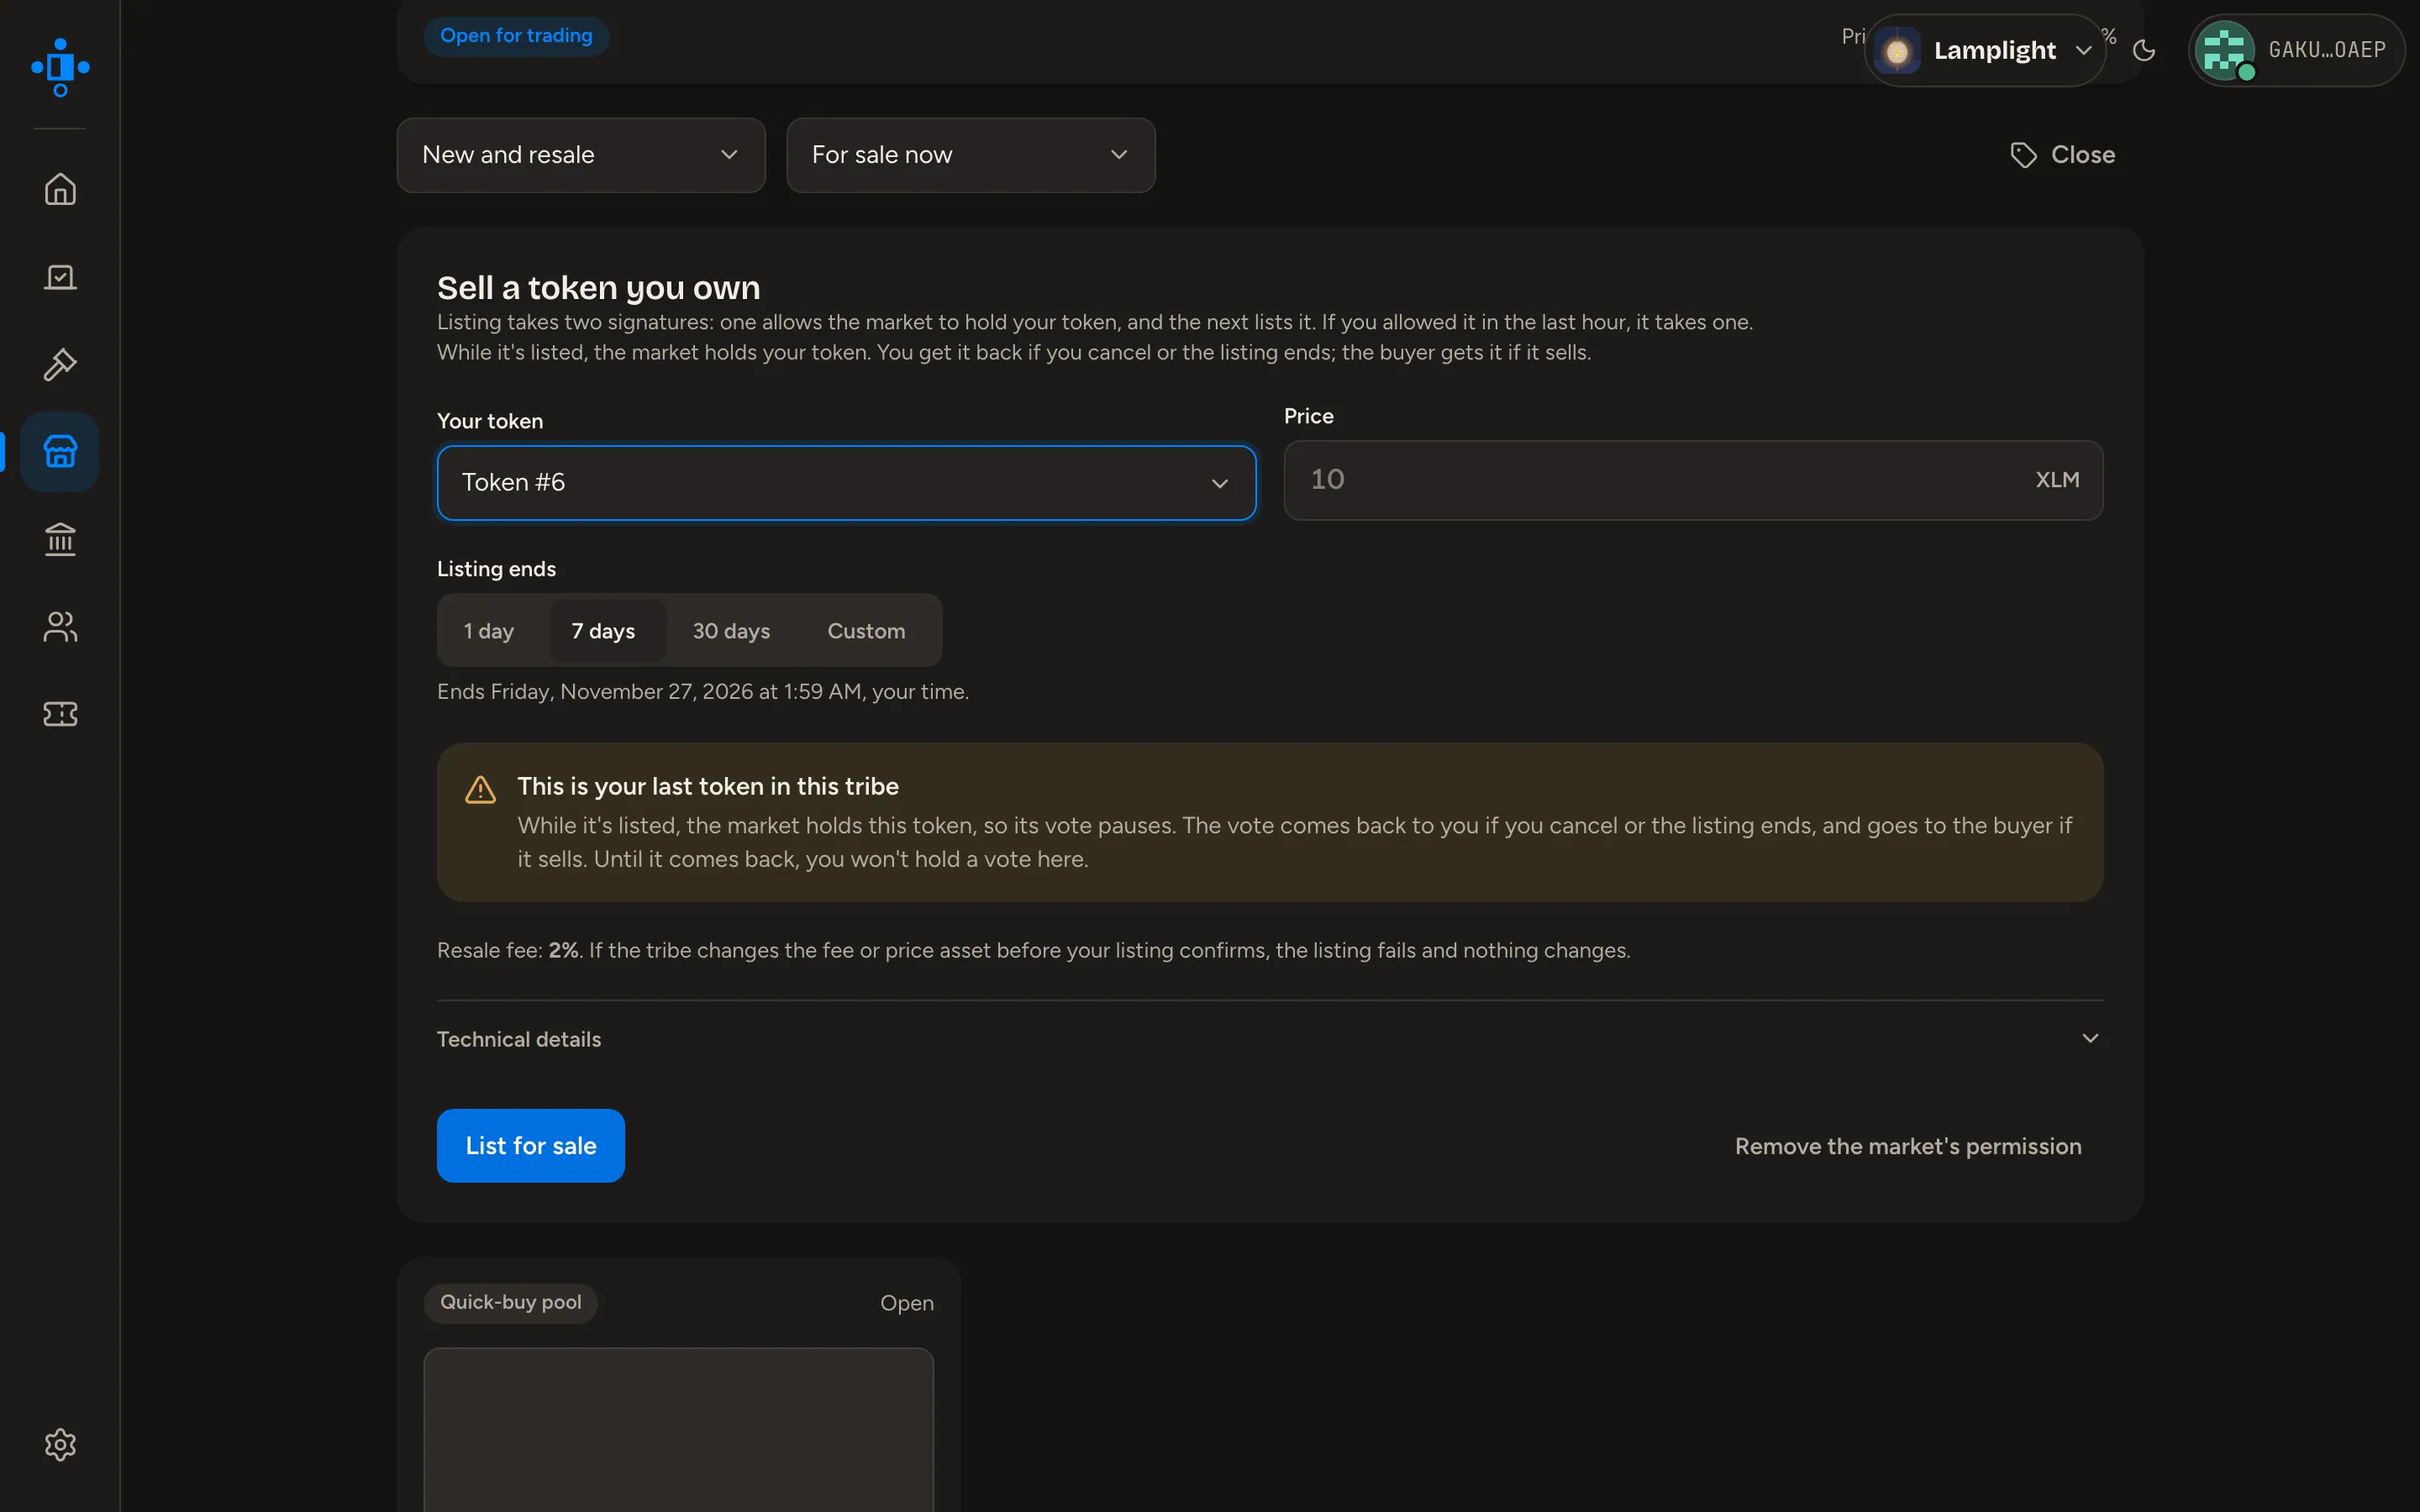 Open for trading
Pri
%
Lamplight
GAKU...OAEP
New and resale
For sale now
Close
Sell a token you own
Listing takes two signatures: one allows the market to hold your token, and the next lists it. If you allowed it in the last hour, it takes one.
While it's listed, the market holds your token. You get it back if you cancel or the listing ends; the buyer gets it if it sells.
Your token
Price
Token #6
10
XLM
Listing ends
1 day
7 days
30 days
Custom
Ends Friday, November 27, 2026 at 1:59 AM, your time.
This is your last token in this tribe
While it's listed, the market holds this token, so its vote pauses. The vote comes back to you if you cancel or the listing ends, and goes to the buyer if
it sells. Until it comes back, you won't hold a vote here.
Resale fee: 2%. If the tribe changes the fee or price asset before your listing confirms, the listing fails and nothing changes.
Technical details
List for sale
Remove the market's permission
Quick-buy pool
Open